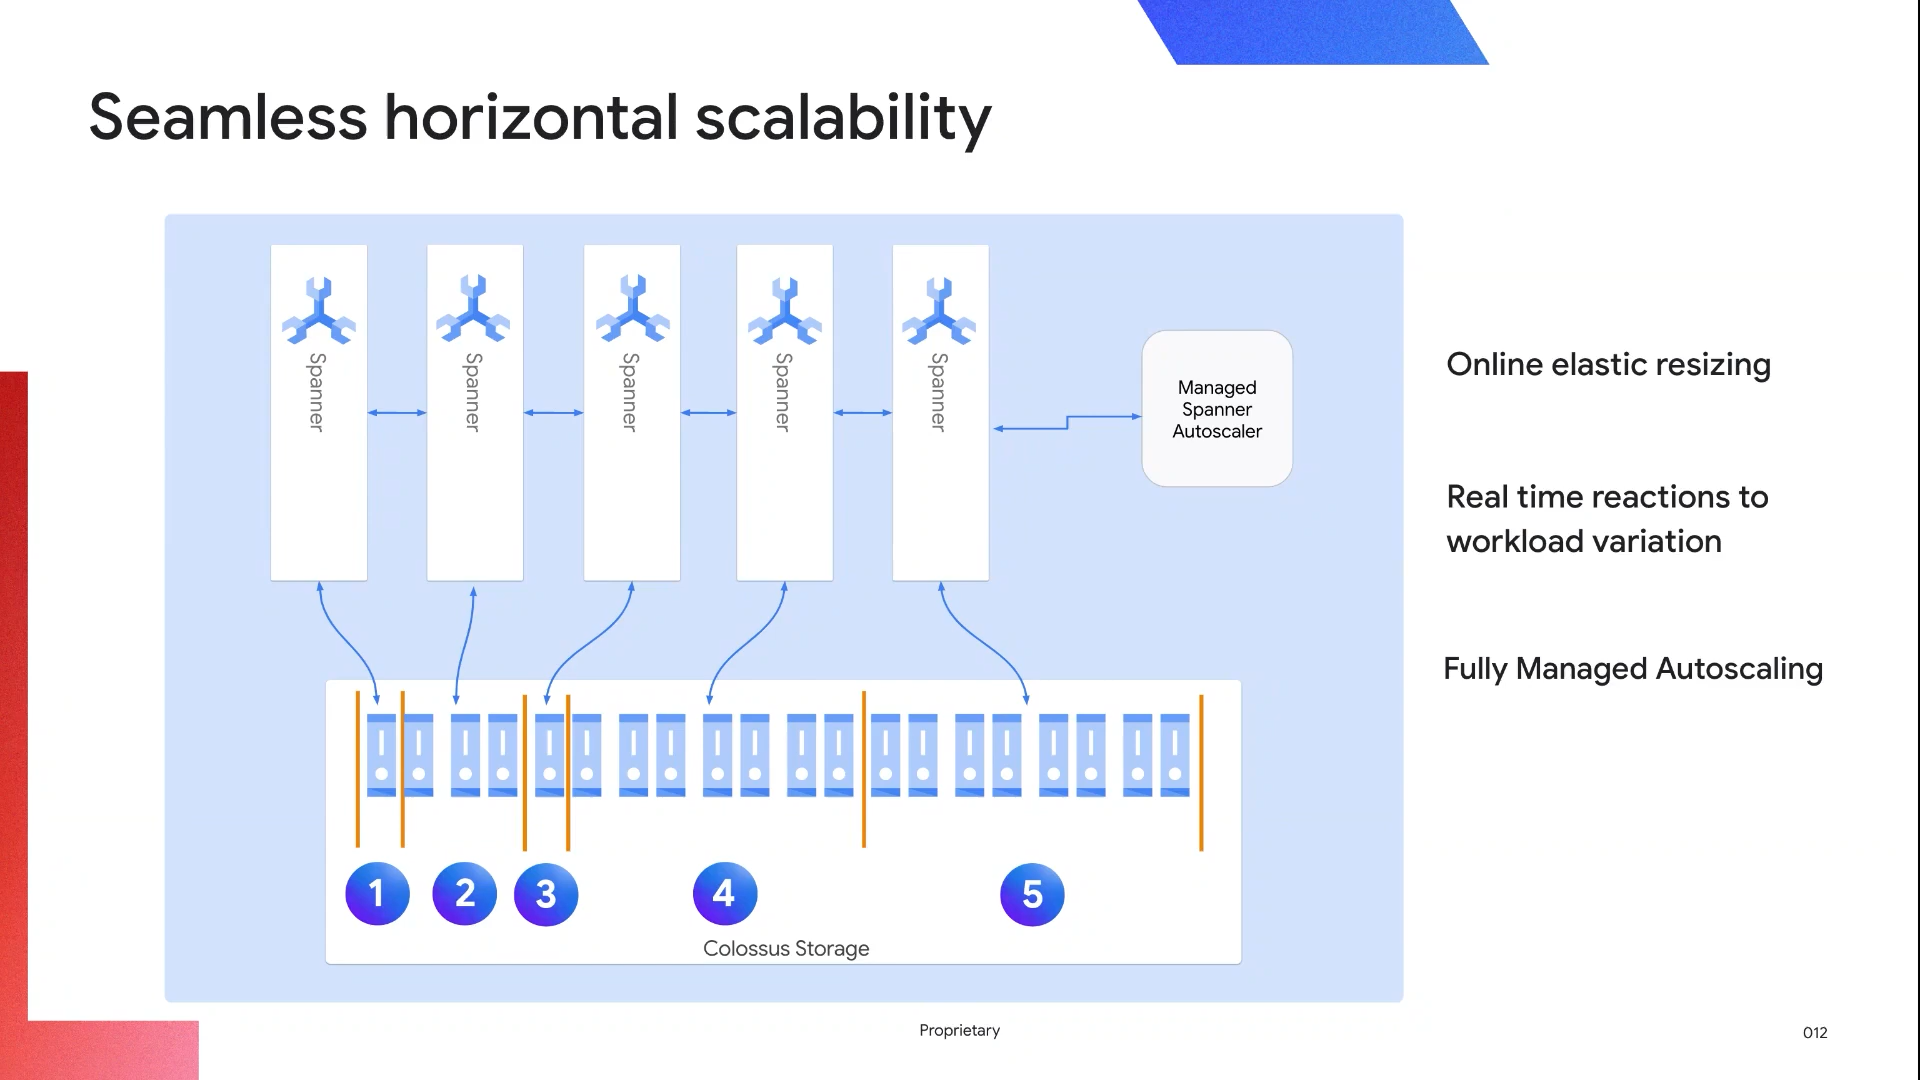 Seamless horizontal scalability
Spanner
Spanner
Spanner
Spanner
Spanner
Managed
Spanner
Autoscaler
Online elastic resizing
Real time reactions to
workload variation
Fully Managed Autoscaling
1
2
3
4
5
Colossus Storage
Proprietary
012